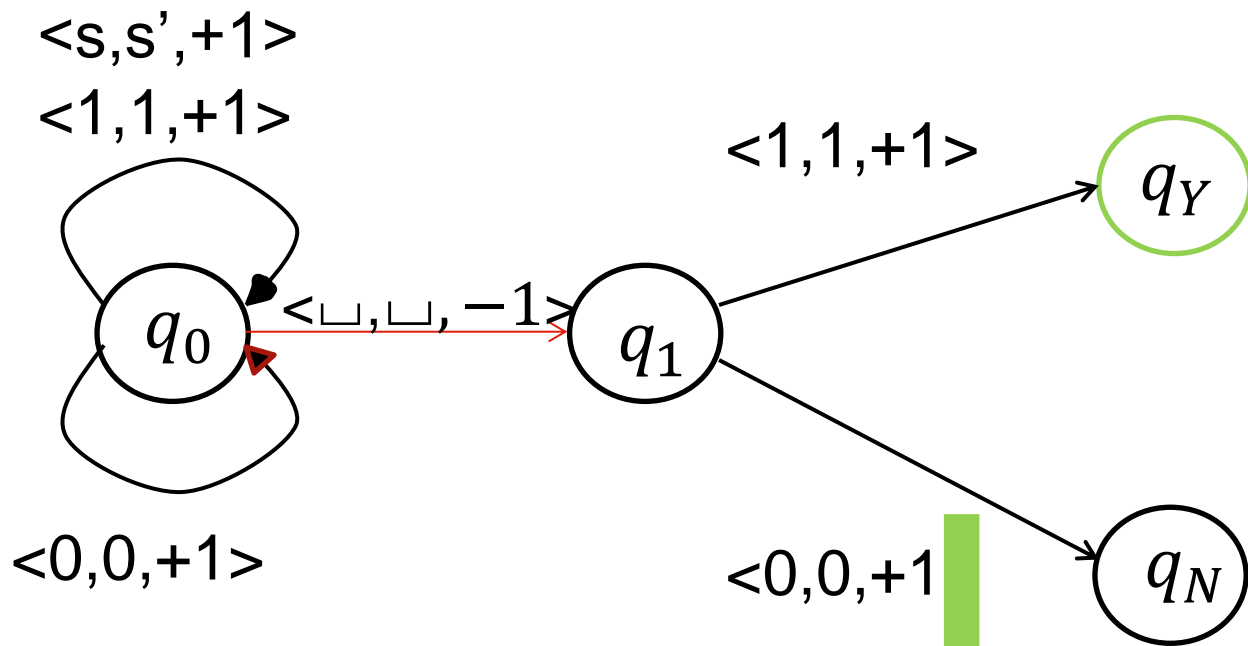 <s,s’,+1>
<1,1,+1>
<1,1,+1>
q_Y
<⊔,⊔,−1>
q_0
q_1
<0,0,+1>
<0,0,+1
q_N